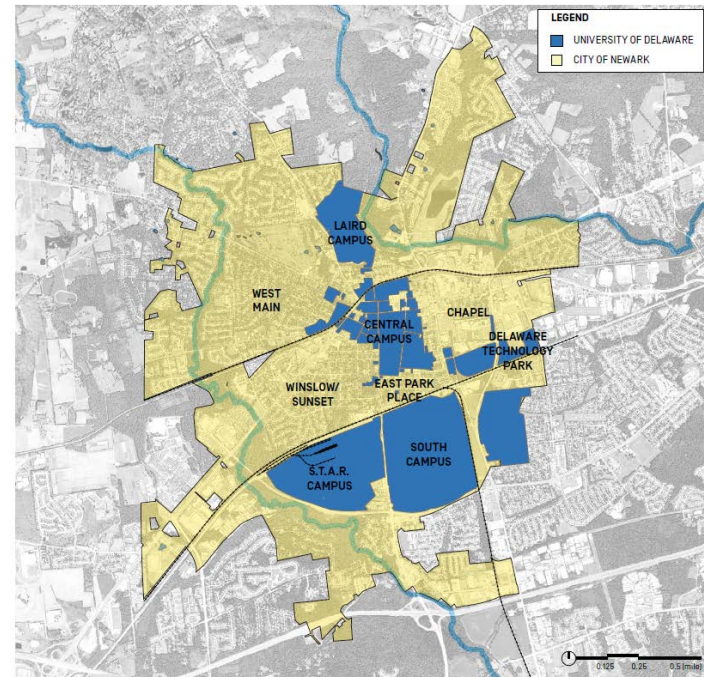 LEGEND
UNIVERSITY OF DELAWARE
CITY OF NEWARK
LAIRD
CAMPUS
WEST
MAIN
CENTRAL
CAMPUS
CHAPEL
DELAWARE
TECHNOLOGY
PARK
WINSLOW/
SUNSET
EAST PARK
PLACE
S.T.A.R.
CAMPUS
SOUTH
CAMPUS
0.125 0.25 0.5 (mile)